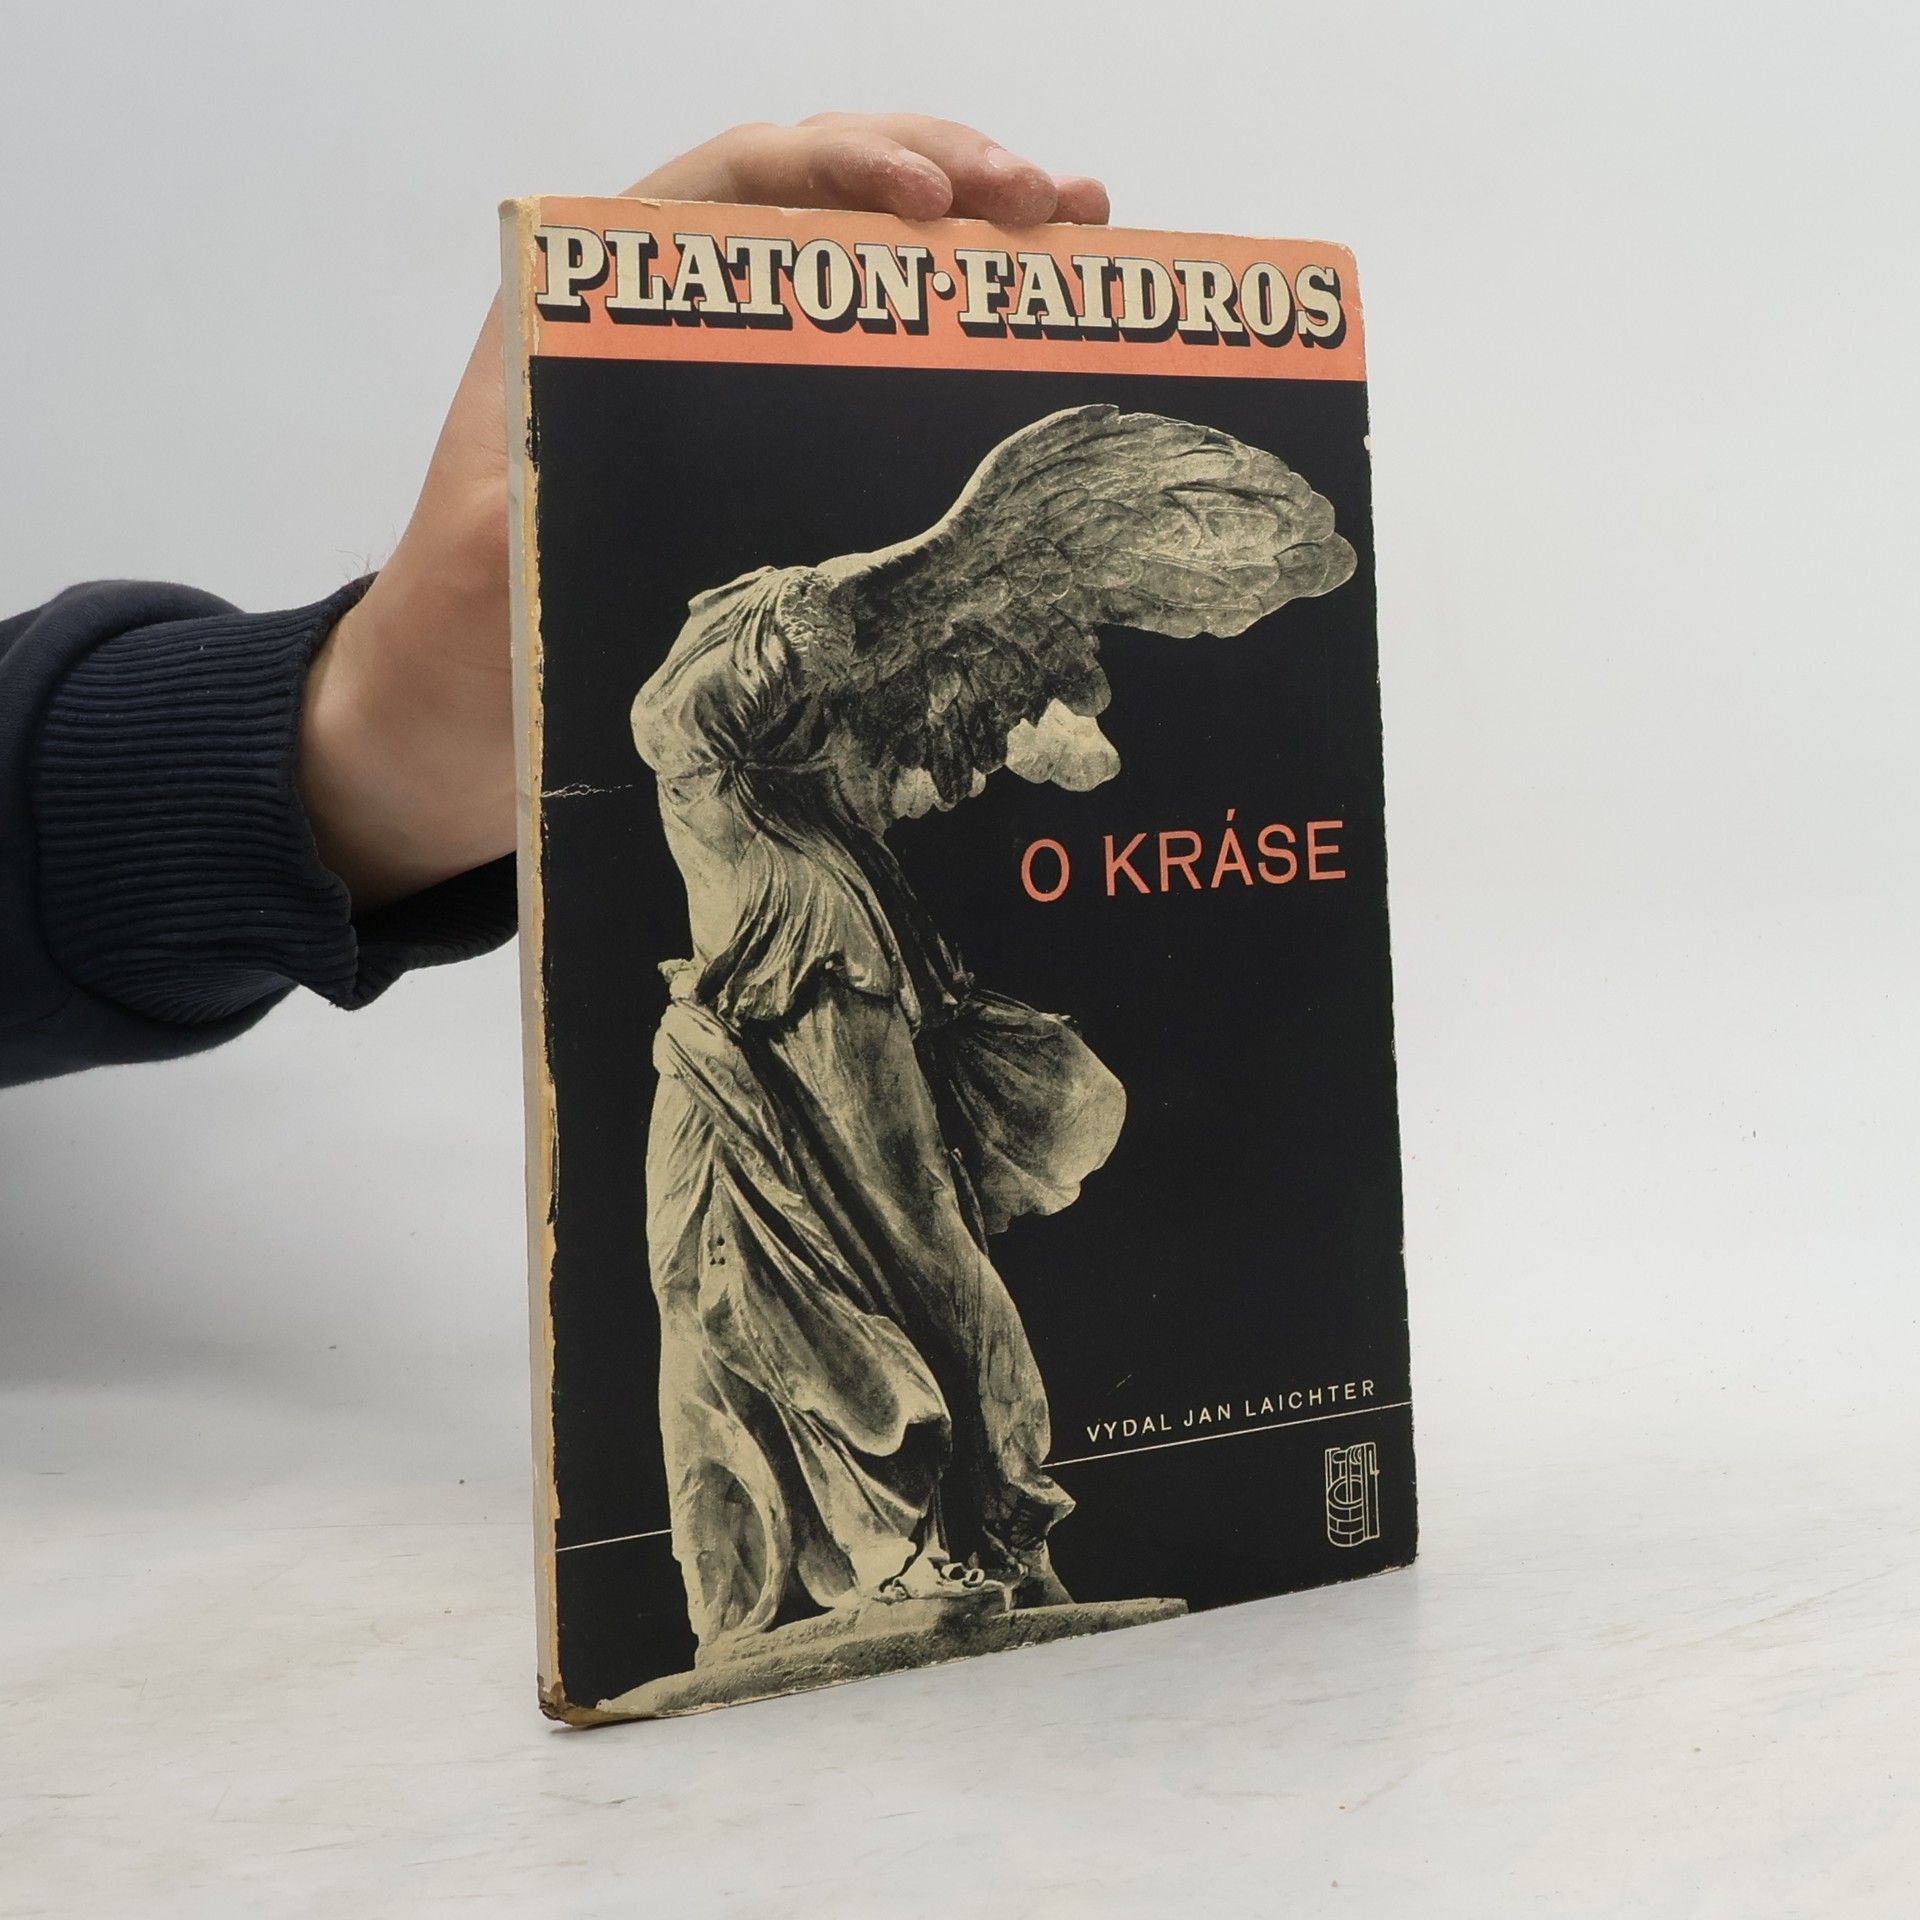 PLATON·FAIDROS
O KRÁSE
VYDAL JAN LAICHTER